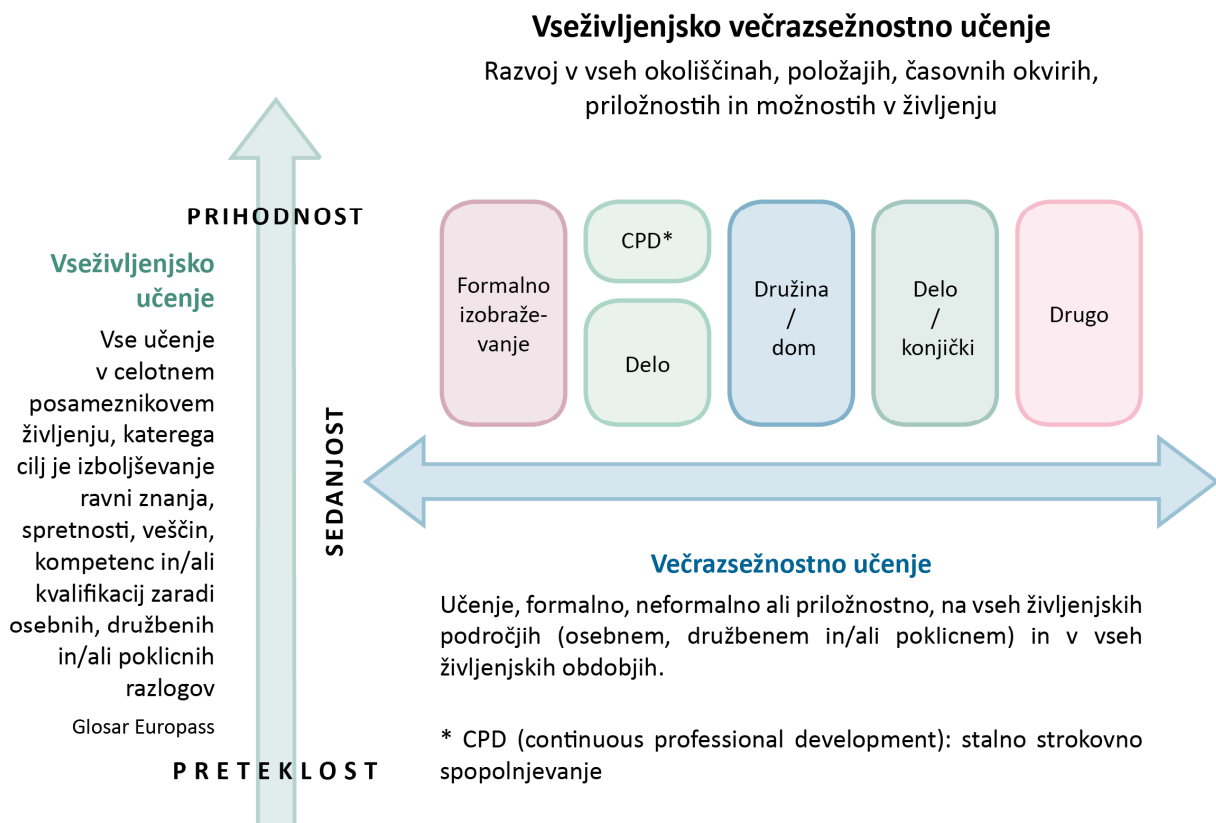 Vseživljenjsko večrazsežnostno učenje
Razvoj v vseh okoliščinah, položajih, časovnih okvirih,
priložnostih in možnostih v življenju
PRIHODNOST
Vseživljenjsko
učenje
Vse učenje
v celotnem
posameznikovem
življenju, katerega
cilj je izboljševanje
ravni znanja,
spretnosti, veščin,
kompetenc in/ali
kvalifikacij zaradi
osebnih, družbenih
in/ali poklicnih
razlogov
Glosar Europass
PRETEKLOST
SEDANJOST
Formalno
izobraže-
vanje
CPD*
Delo
Družina
/
dom
Delo
/
konjički
Drugo
Večrazsežnostno učenje
Učenje, formalno, neformalno ali priložnostno, na vseh življenjskih
področjih (osebnem, družbenem in/ali poklicnem) in v vseh
življenjskih obdobjih.
* CPD (continuous professional development): stalno strokovno
spopolnjevanje